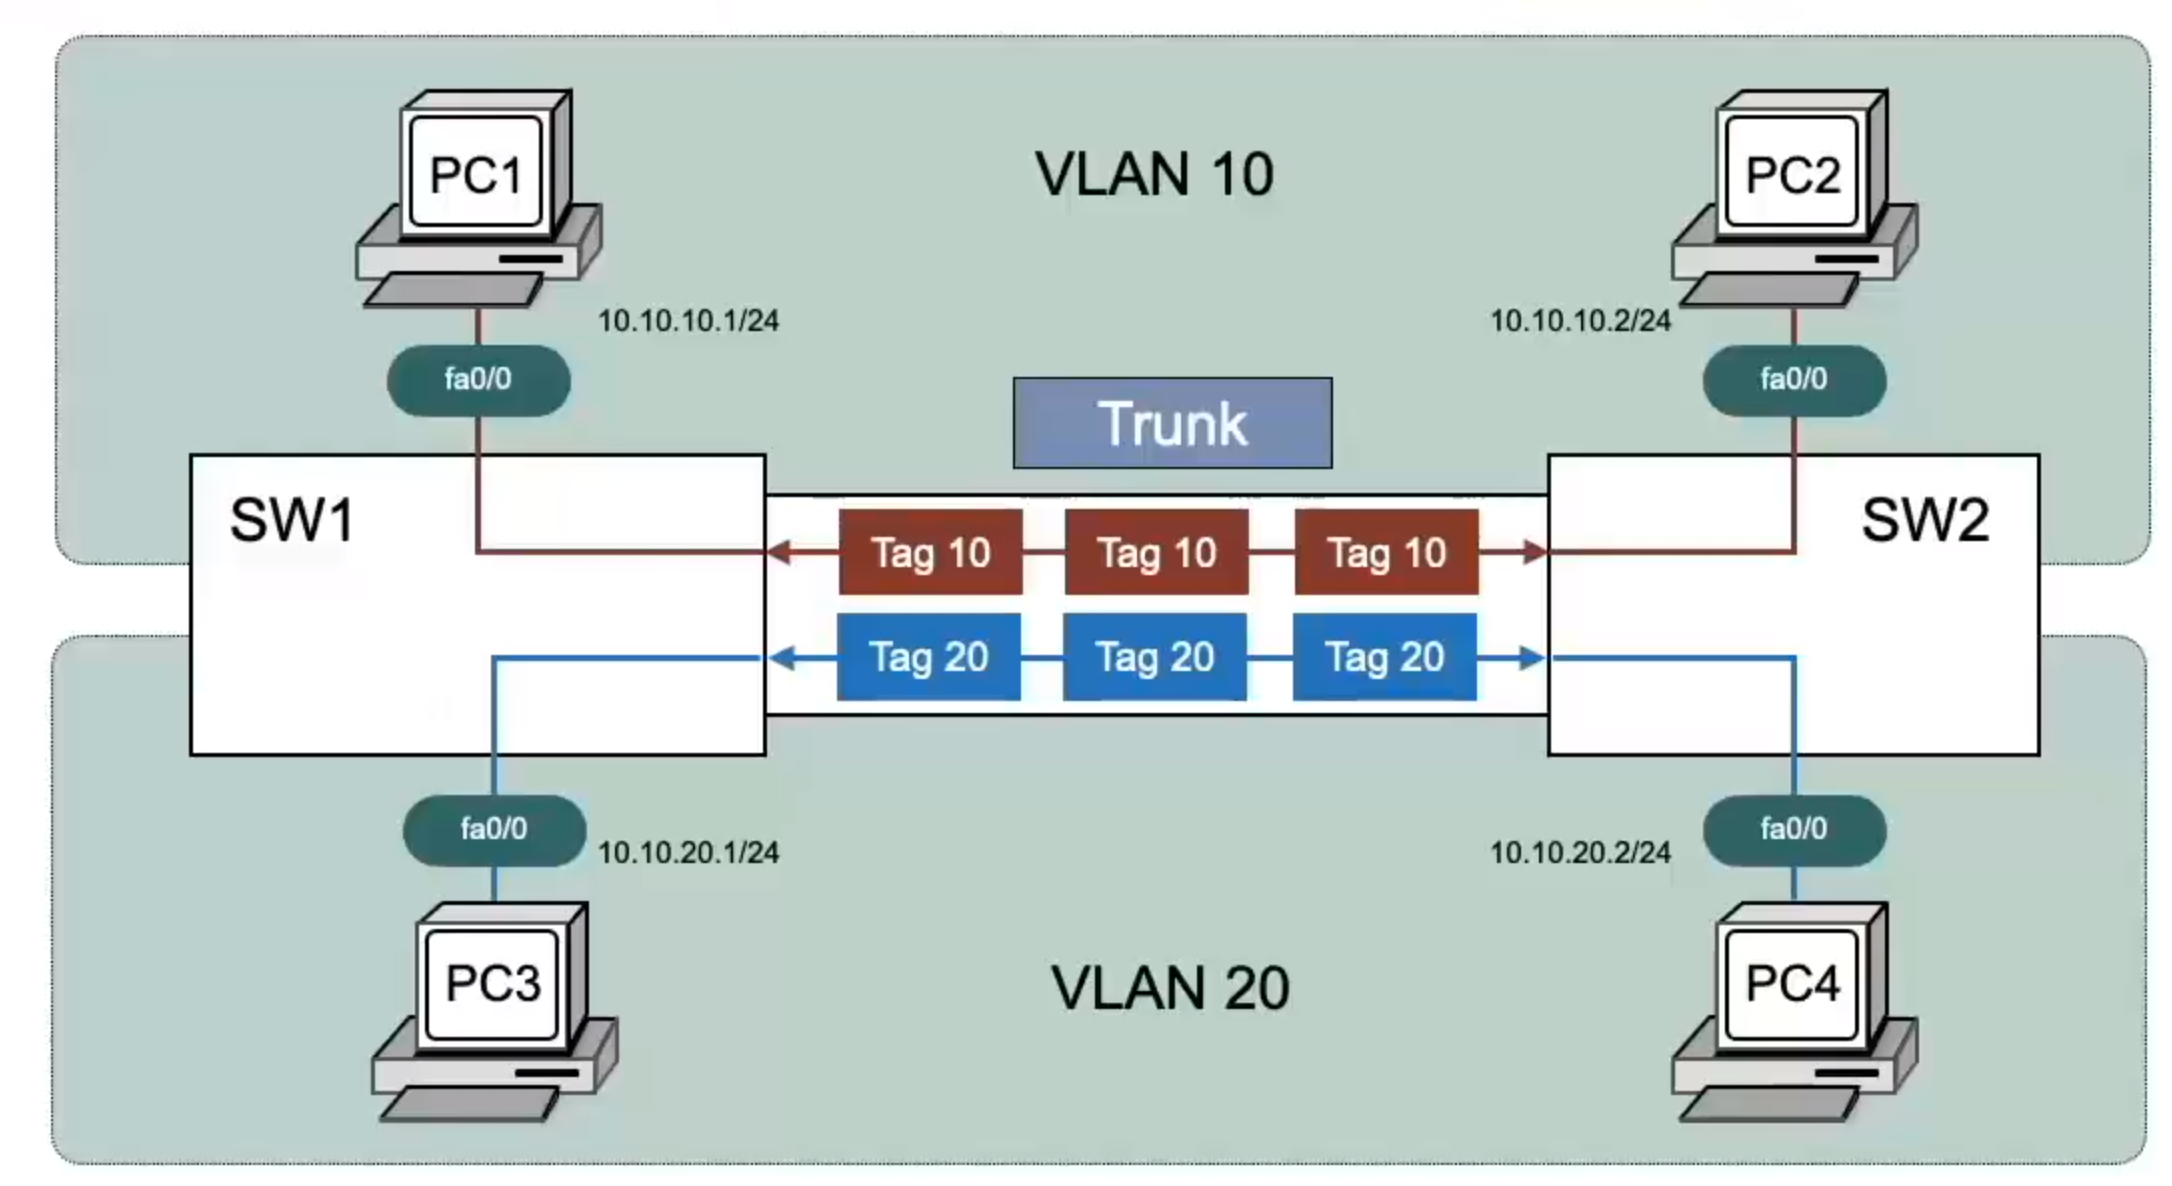 PC1
VLAN 10
PC2
10.10.10.1/24
10.10.10.2/24
fa0/0
fa0/0
Trunk
SW1
SW2
Tag 10
Tag 10
Tag 10
Tag 20
Tag 20
Tag 20
fa0/0
10.10.20.1/24
10.10.20.2/24
fa0/0
PC3
VLAN 20
PC4